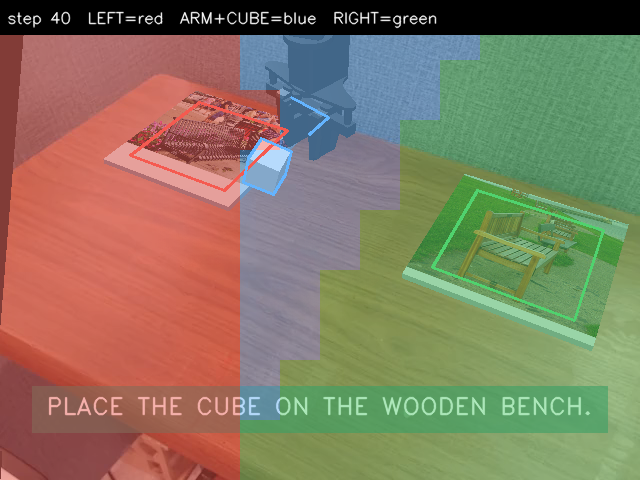 step 40 LEFT=red ARM+CUBE=blue RIGHT=green
PLACE THE CUBE ON THE WOODEN BENCH.